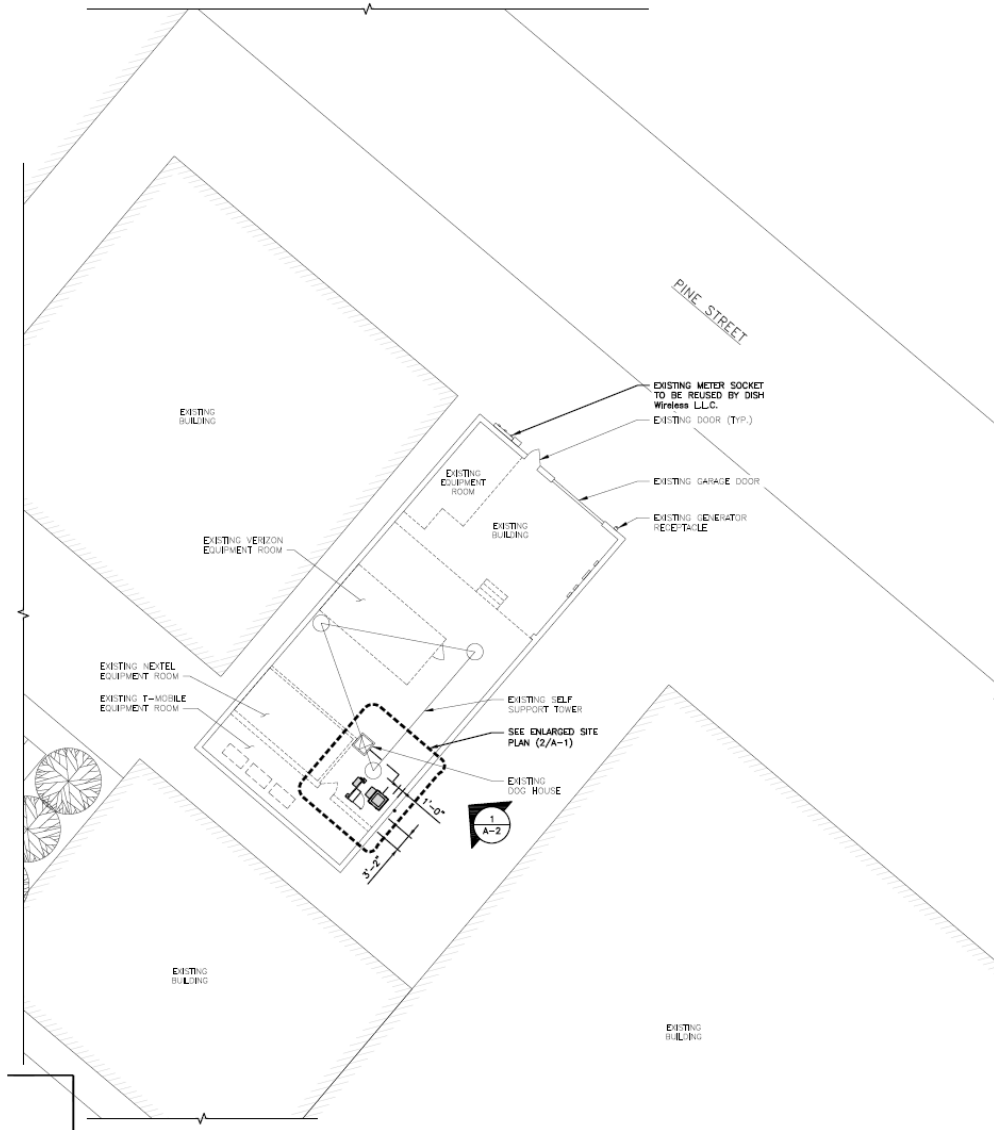 PINE STREET
EXISTING METER SOCKET
TO BE REUSED BY DISH
Wireless L.L.C.
EXISTING DOOR (TYP.)
EXISTING
BUILDING
EXISTING
EQUIPMENT
ROOM
EXISTING GARAGE DOOR
EXISTING GENERATOR
RECEPTACLE
EXISTING
BUILDING
EXISTING VERIZON
EQUIPMENT ROOM
EXISTING NEXTEL
EQUIPMENT ROOM
EXISTING T-MOBILE
EQUIPMENT ROOM
EXISTING SELF
SUPPORT TOWER
SEE ENLARGED SITE
PLAN (2/A-1)
EXISTING
DOG HOUSE
1'-0"
1
A-2
3'-2"
EXISTING
BUILDING
EXISTING
BUILDING